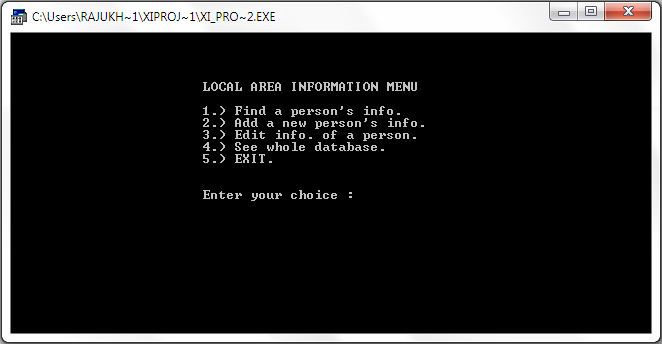 C:\Users\RAJUKH~1\XIPROJ~1\XI_PRO~2.EXE
LOCAL AREA INFORMATION MENU
1.) Find a person's info.
2.) Add a new person's info.
3.) Edit info. of a person.
4.) See whole database.
5.) EXIT.
Enter your choice :